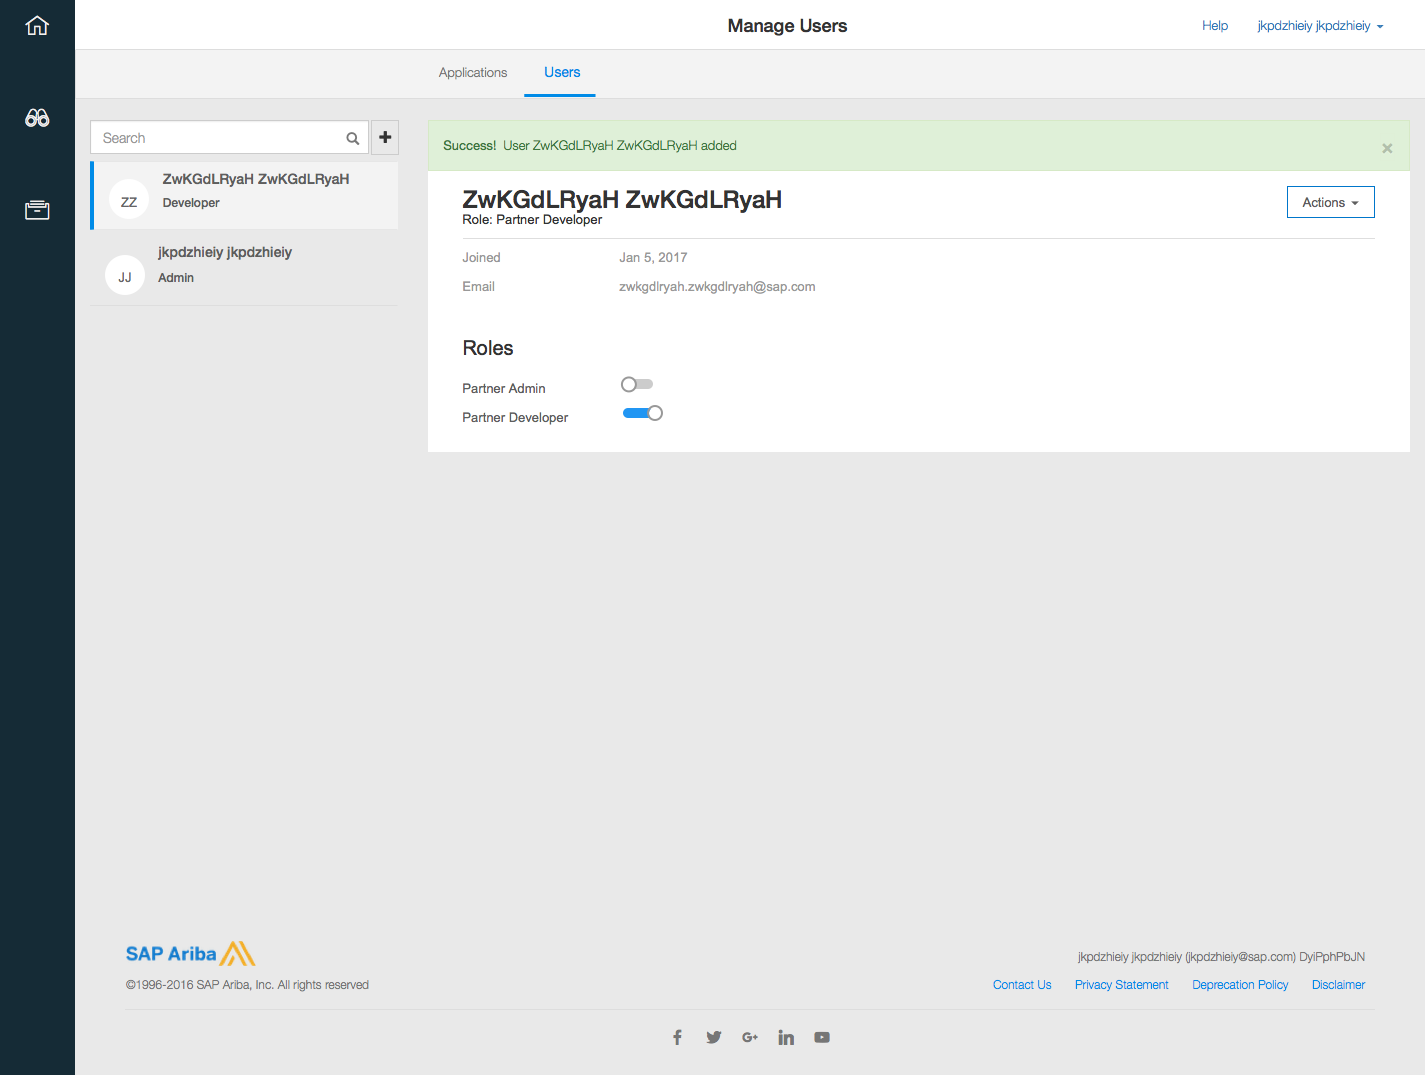 Manage Users
Help
jkpdzhieiy jkpdzhieiy
Applications
Users
Search
ZZ
ZwKGdLRyaH ZwKGdLRyaH
Developer
JJ
jkpdzhieiy jkpdzhieiy
Admin
Success! User ZwKGdLRyaH ZwKGdLRyaH added
×
ZwKGdLRyaH ZwKGdLRyaH
Role: Partner Developer
Actions
Joined Jan 5, 2017
Email zwkgdlryah.zwkgdlryah@sap.com
Roles
Partner Admin
Partner Developer
SAP Ariba
©1996-2016 SAP Ariba, Inc. All rights reserved
jkpdzhieiy jkpdzhieiy (jkpdzhieiy@sap.com) DyiPphPbJN
Contact Us Privacy Statement Deprecation Policy Disclaimer